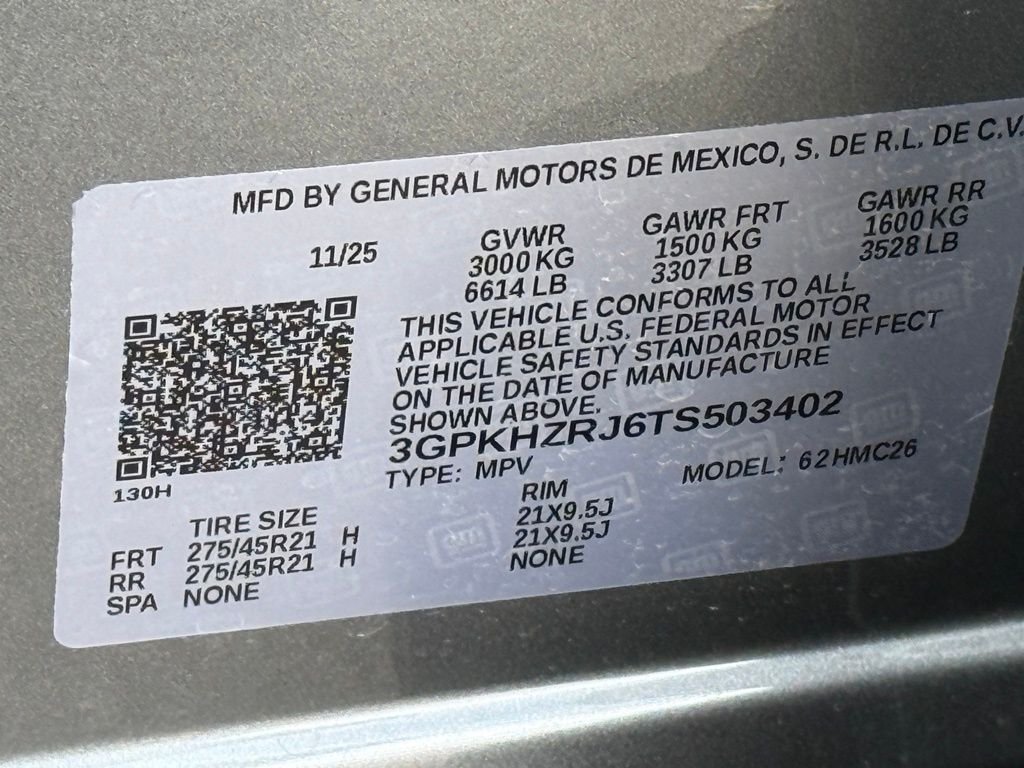 MFD BY GENERAL MOTORS DE MEXICO, S. DE R.L. DE C.V.
11/25
GVWR
3000 KG
6614 LB
GAWR FRT
1500 KG
3307 LB
GAWR RR
1600 KG
3528 LB
THIS VEHICLE CONFORMS TO ALL
APPLICABLE U.S. FEDERAL MOTOR
VEHICLE SAFETY STANDARDS IN EFFECT
ON THE DATE OF MANUFACTURE
SHOWN ABOVE.
3GPKHZRJ6TS503402
TYPE: MPV
MODEL: 62HMC26
130H
TIRE SIZE
RIM
FRT 275/45R21 H 21X9.5J
RR 275/45R21 H 21X9.5J
SPA NONE NONE